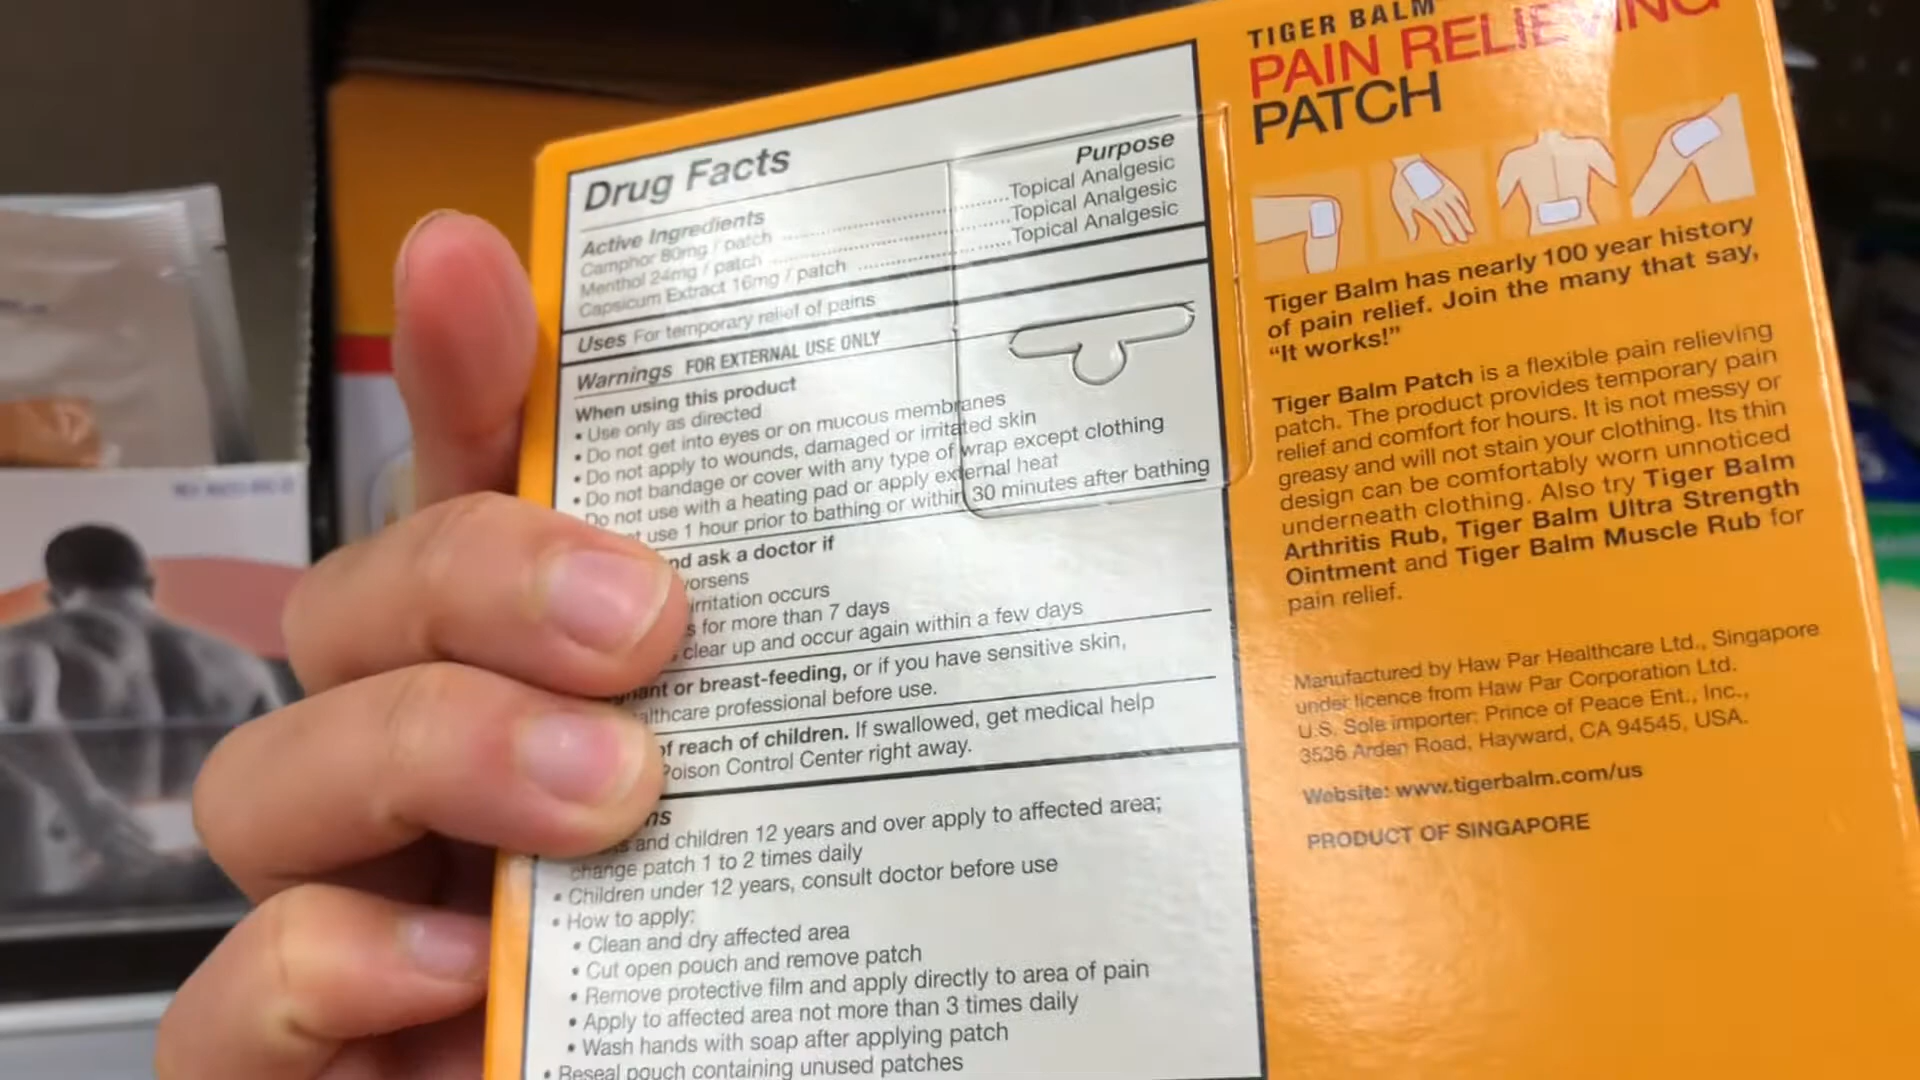 Drug Facts
Active Ingredients Purpose
Camphor 80mg / patch Topical Analgesic
Menthol 24mg / patch Topical Analgesic
Capsicum Extract 16mg / patch Topical Analgesic
Uses For temporary relief of pains
Warnings FOR EXTERNAL USE ONLY
When using this product
• Use only as directed
• Do not get into eyes or on mucous membranes
• Do not apply to wounds, damaged or irritated skin
• Do not bandage or cover with any type of wrap except clothing
Do not use with a heating pad or apply external heat
use 1 hour prior to bathing or within 30 minutes after bathing
ask a doctor if
irritation occurs
for more than 7 days
clear up and occur again within a few days
or breast-feeding, or if you have sensitive skin,
professional before use.
reach of children. If swallowed, get medical help
Poison Control Center right away.
and children 12 years and over apply to affected area;
change patch 1 to 2 times daily
• Children under 12 years, consult doctor before use
• How to apply:
• Clean and dry affected area
• Cut open pouch and remove patch
• Remove protective film and apply directly to area of pain
• Apply to affected area not more than 3 times daily
• Wash hands with soap after applying patch
• Reseal pouch containing unused patches
TIGER BALM
PAIN RELIEVING
PATCH
Tiger Balm has nearly 100 year history
of pain relief. Join the many that say,
“It works!”
Tiger Balm Patch is a flexible pain relieving
patch. The product provides temporary pain
relief and comfort for hours. It is not messy or
greasy and will not stain your clothing. Its thin
design can be comfortably worn unnoticed
underneath clothing. Also try Tiger Balm
Arthritis Rub, Tiger Balm Ultra Strength
Ointment and Tiger Balm Muscle Rub for
pain relief.
Manufactured by Haw Par Healthcare Ltd., Singapore
under licence from Haw Par Corporation Ltd.
U.S. Sole importer: Prince of Peace Ent., Inc.,
3536 Arden Road, Hayward, CA 94545, USA.
Website: www.tigerbalm.com/us
PRODUCT OF SINGAPORE